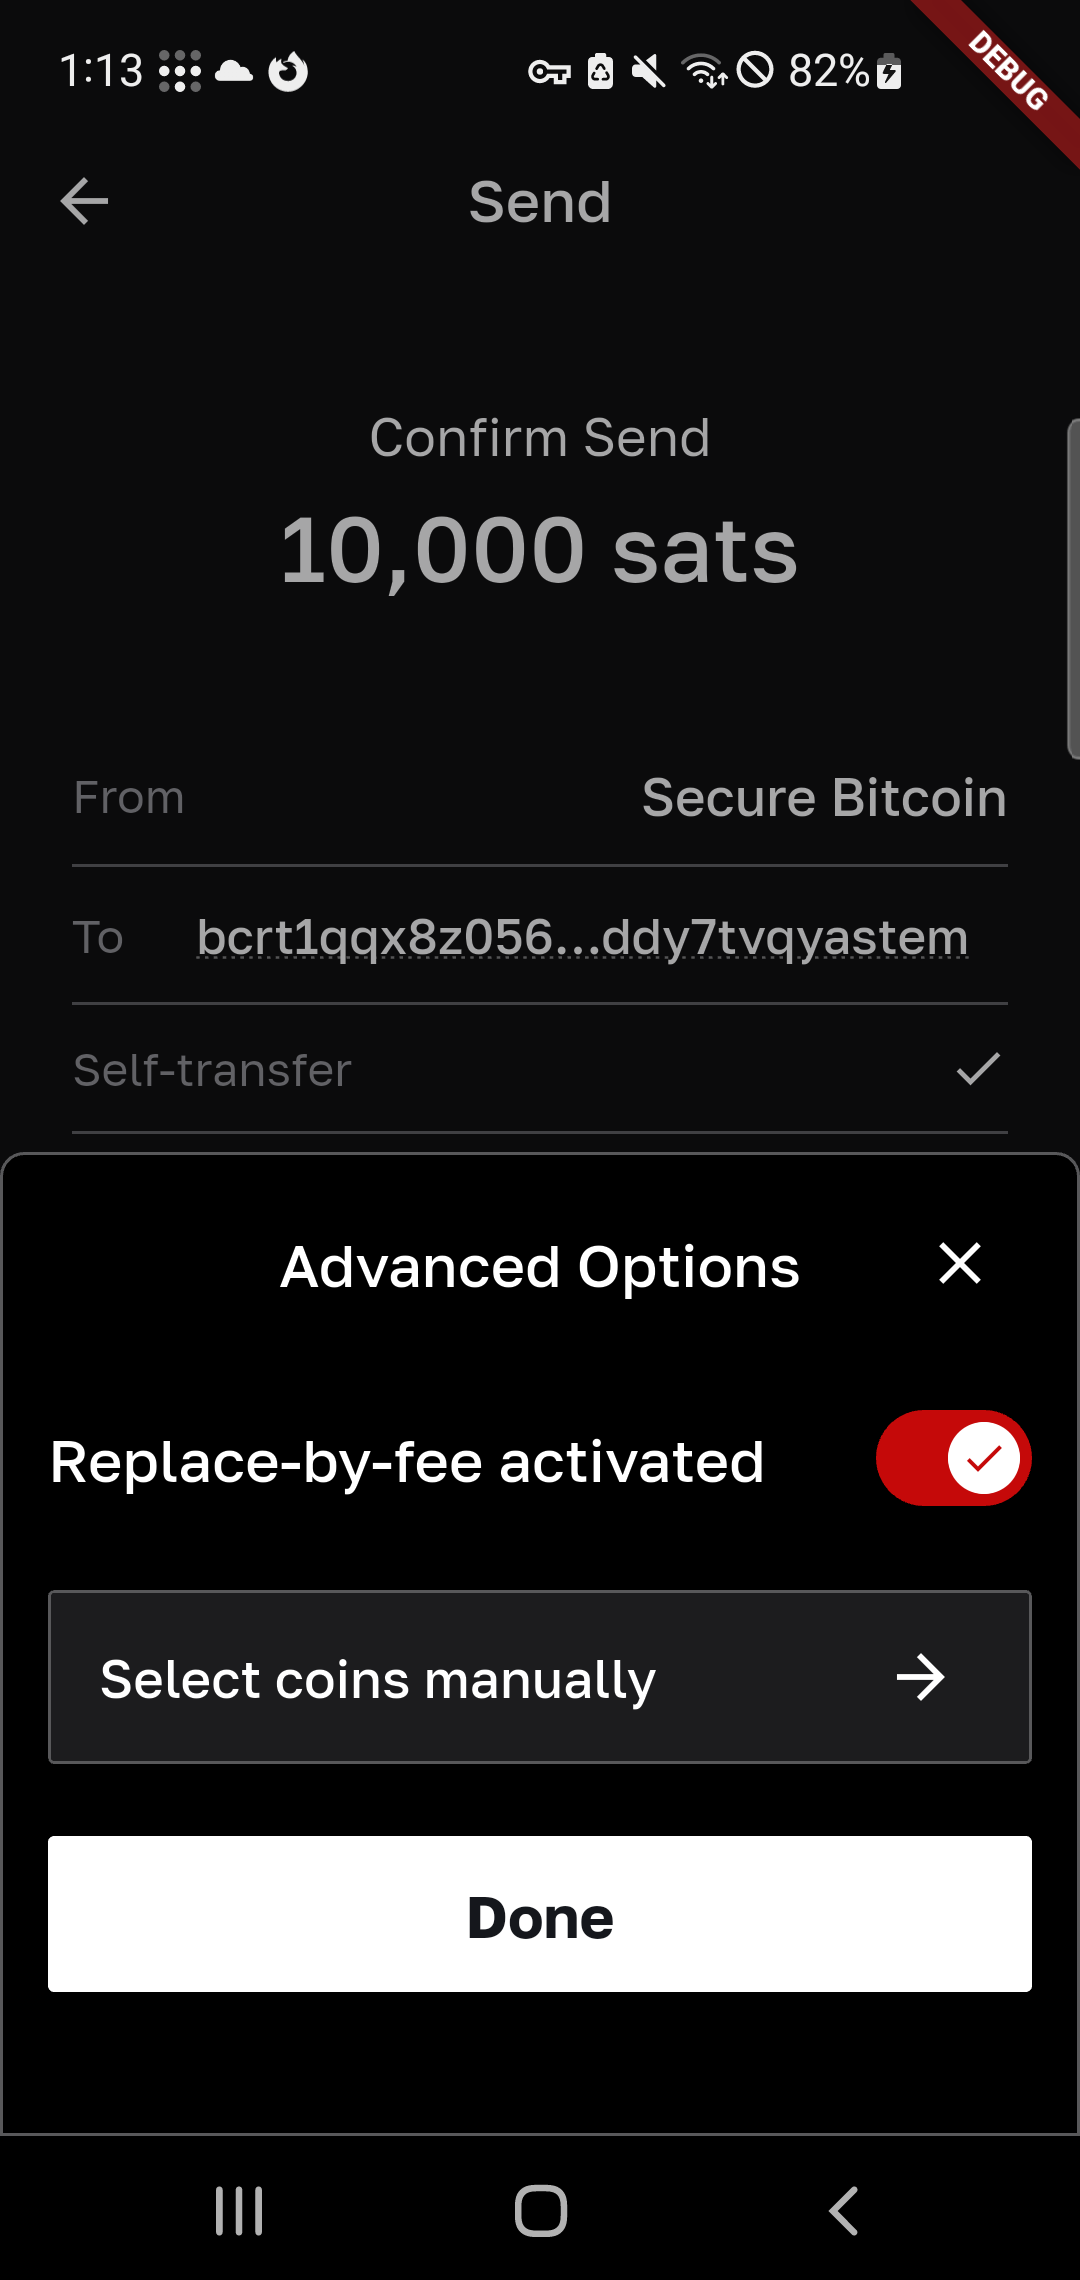 1:13
82%
DEBUG
Send
Confirm Send
10,000 sats
From
Secure Bitcoin
To
bcrt1qqx8z056...ddy7tvqyastem
Self-transfer
Advanced Options
Replace-by-fee activated
Select coins manually
Done